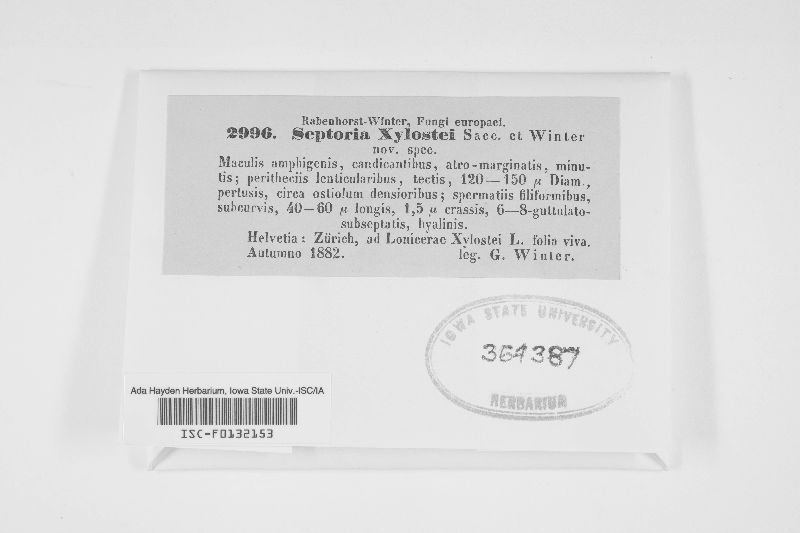 Rabenhorst-Winter, Fungi europaei.
2996. Septoria Xylostei Sacc. et Winter
nov. spec.
Maculis amphigenis, candicantibus, atro-marginatis, minu-
tis; peritheciis lenticularibus, tectis, 120—150 µ Diam.,
pertusis, circa ostiolum densioribus; spermatiis filiformibus,
subcurvis, 40—60 µ longis, 1,5 µ crassis, 6—8-guttulato-
subseptatis, hyalinis.
Helvetia: Zürich, ad Lonicerae Xylostei L. folia viva.
Autumno 1882. leg. G. Winter.
IOWA STATE UNIVERSITY
364387
HERBARIUM
Ada Hayden Herbarium, Iowa State Univ.-ISC/IA
ISC-F0132153